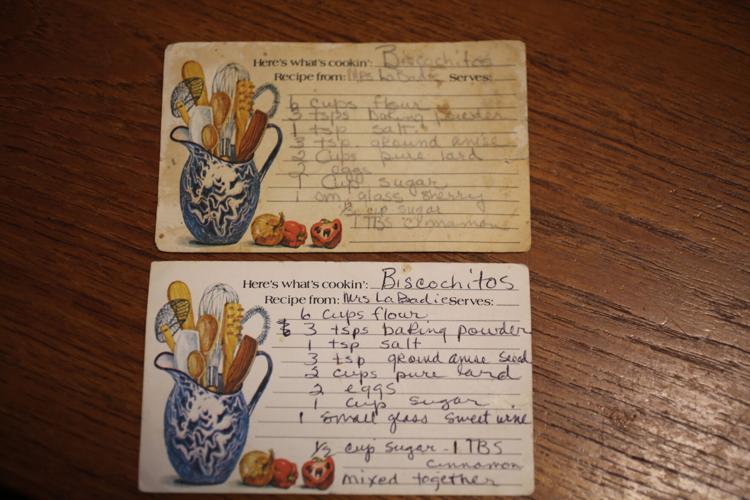 Here's what's cookin': Biscochitos
Recipe from: Mrs LaBadie Serves:
6 cups flour
3 tsps baking powder
1 tsp salt
3 tsp. ground anise
2 cups pure lard
2 eggs
1 cup sugar
1 sml glass sherry
1/2 cup sugar
1 TBS cinnamon
Here's what's cookin': Biscochitos
Recipe from: Mrs LaBadie Serves:
6 cups flour
3 tsps baking powder
1 tsp salt
3 tsp ground anise seed
2 cups pure lard
2 eggs
1 cup sugar
1 small glass sweet wine
1/2 cup sugar - 1 TBS
cinnamon
mixed together